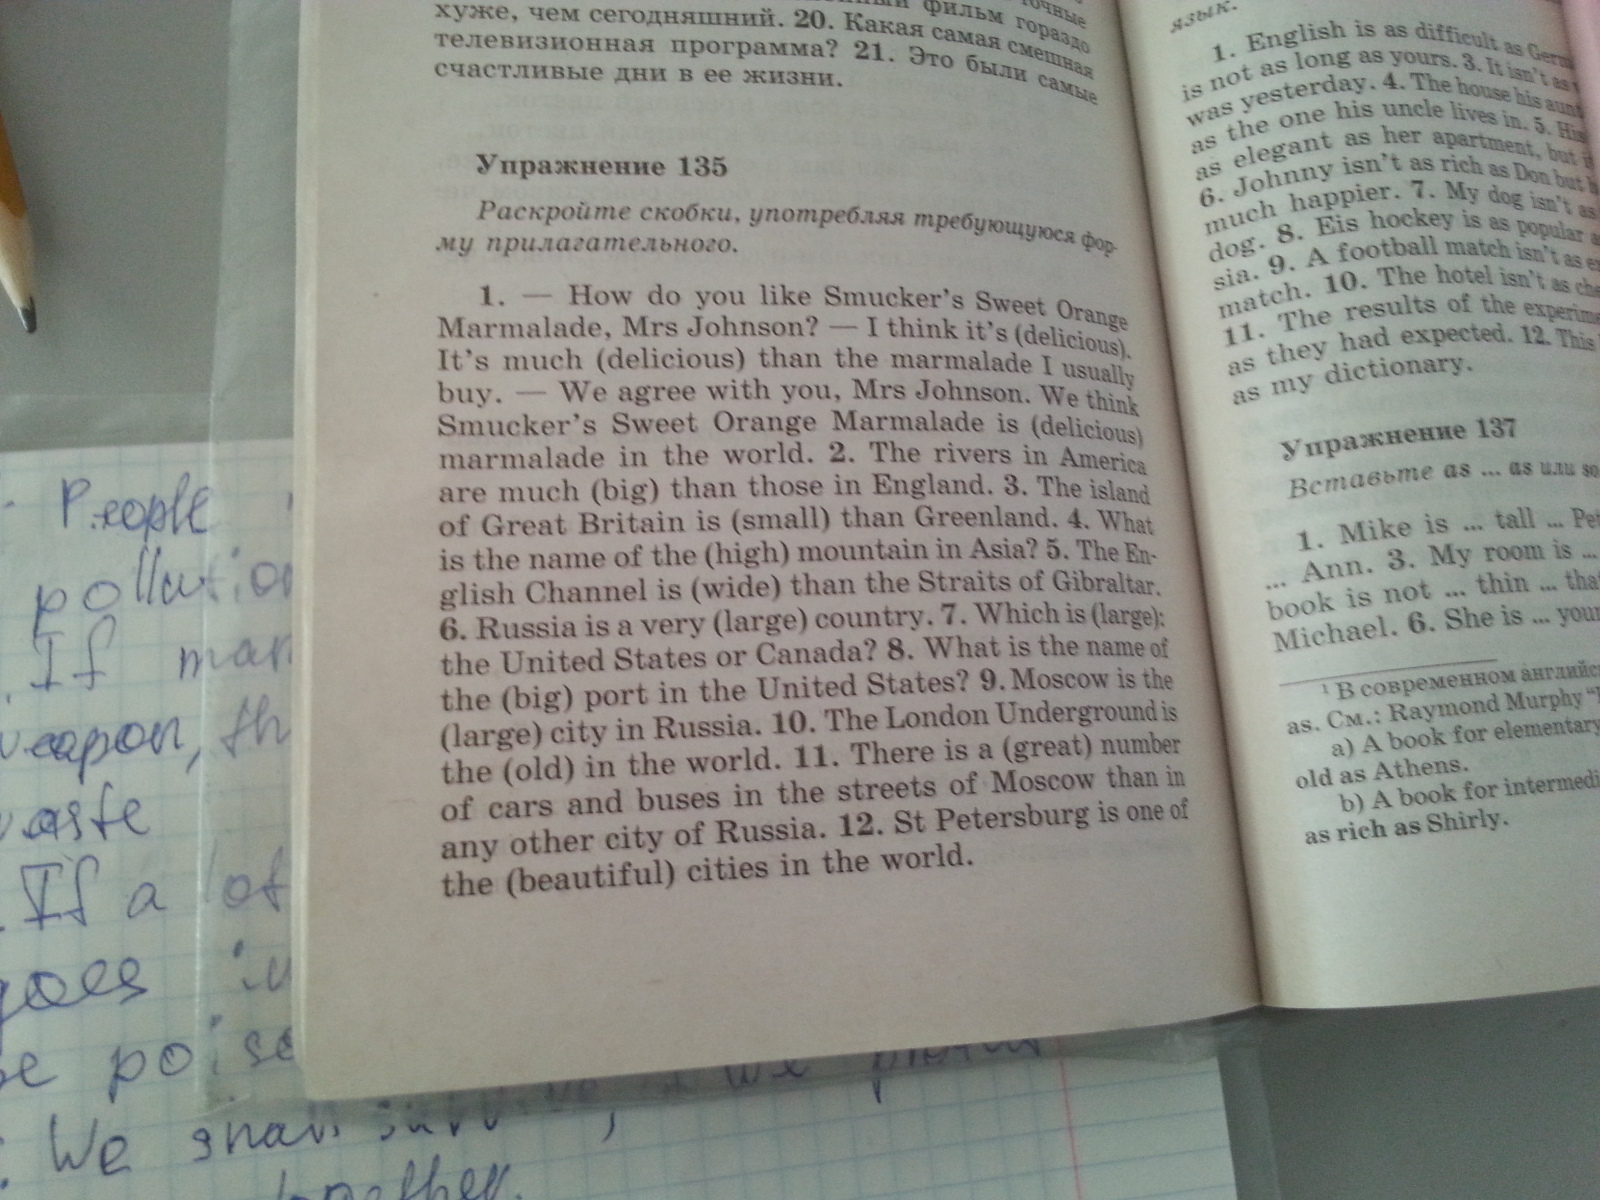 фильм гораздо
хуже, чем сегодняшний. 20. Какая самая смешная
телевизионная программа? 21. Это были самые
счастливые дни в ее жизни.
Упражнение 135
Раскройте скобки, употребляя требующуюся фор-
му прилагательного.
1. — How do you like Smucker's Sweet Orange
Marmalade, Mrs Johnson? — I think it's (delicious).
It's much (delicious) than the marmalade I usually
buy. — We agree with you, Mrs Johnson. We think
Smucker's Sweet Orange Marmalade is (delicious)
marmalade in the world. 2. The rivers in America
are much (big) than those in England. 3. The island
of Great Britain is (small) than Greenland. 4. What
is the name of the (high) mountain in Asia? 5. The En-
glish Channel is (wide) than the Straits of Gibraltar.
6. Russia is a very (large) country. 7. Which is (large):
the United States or Canada? 8. What is the name of
the (big) port in the United States? 9. Moscow is the
(large) city in Russia. 10. The London Underground is
the (old) in the world. 11. There is a (great) number
of cars and buses in the streets of Moscow than in
any other city of Russia. 12. St Petersburg is one of
the (beautiful) cities in the world.
язык.
1. English is as difficult as
is not as long as yours. 3. It isn't as
was yesterday. 4. The house his aunt
as the one his uncle lives in. 5. His
as elegant as her apartment, but
6. Johnny isn't as rich as Don but
much happier. 7. My dog isn't as
dog. 8. Eis hockey is as popular
sia. 9. A football match isn't as
match. 10. The hotel isn't as
11. The results of the
as they had expected. 12. This
as my dictionary.
Упражнение 137
Вставьте as ... as или so
1. Mike is ... tall ...
... Ann. 3. My room is ...
book is not ... thin ...
Michael. 6. She is ...
¹ В современном
as. См.: Raymond Murphy
a) A book for elementary
old as Athens.
b) A book for
as rich as Shirly.
People
If
weapon,
If a lot
goes
be
We shall
together.